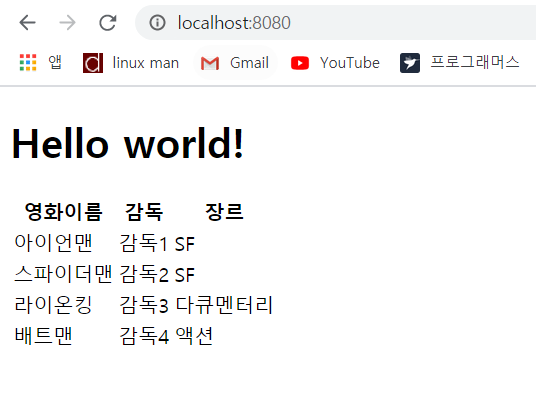 localhost:8080
앱 linux man Gmail YouTube 프로그래머스
Hello world!
영화이름 감독 장르
아이언맨 감독1 SF
스파이더맨 감독2 SF
라이온킹 감독3 다큐멘터리
배트맨 감독4 액션